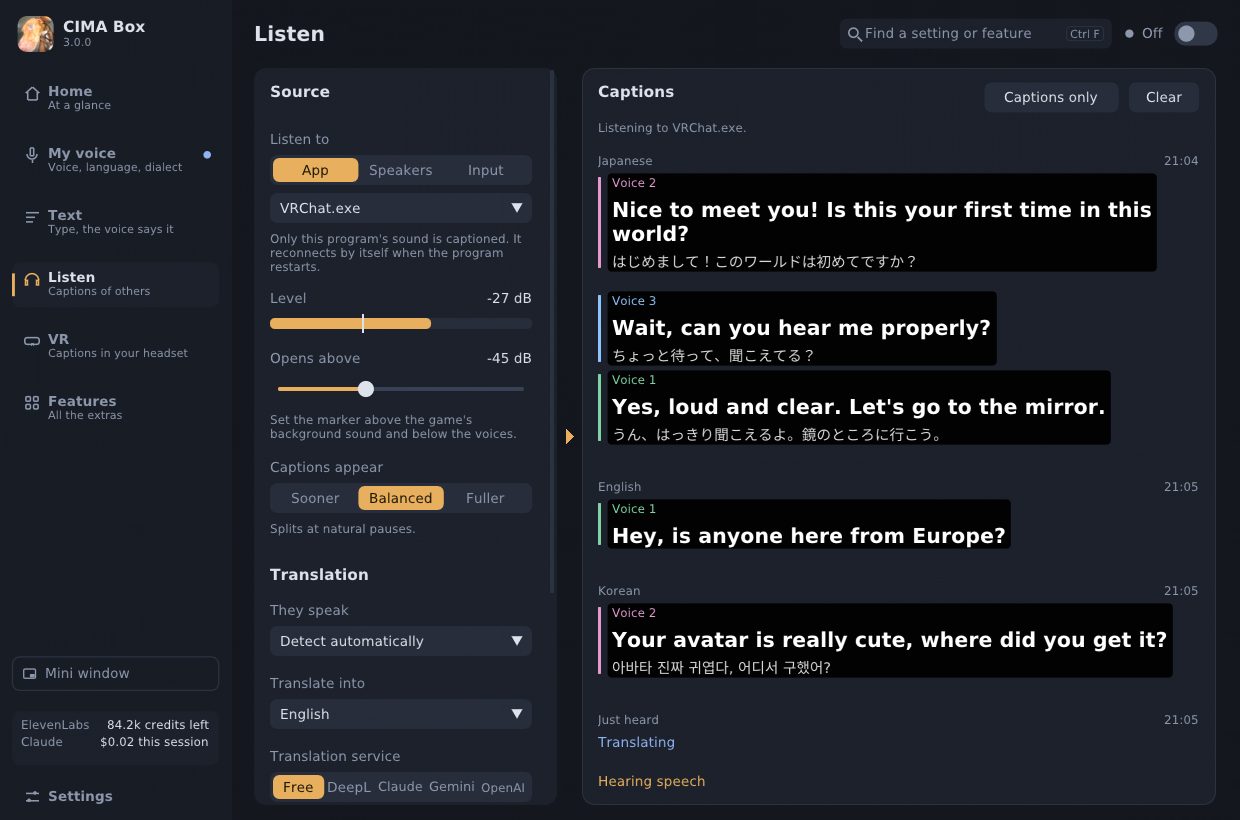 CIMA Box
3.0.0
Home
At a glance
My voice
Voice, language, dialect
Text
Type, the voice says it
Listen
Captions of others
VR
Captions in your headset
Features
All the extras
Mini window
ElevenLabs 84.2k credits left
Claude $0.02 this session
Settings
Listen
Find a setting or feature Ctrl F
Off
Source
Listen to
App Speakers Input
VRChat.exe
Only this program's sound is captioned. It
reconnects by itself when the program
restarts.
Level -27 dB
Opens above -45 dB
Set the marker above the game's
background sound and below the voices.
Captions appear
Sooner Balanced Fuller
Splits at natural pauses.
Translation
They speak
Detect automatically
Translate into
English
Translation service
Free DeepL Claude Gemini OpenAI
Captions
Captions only Clear
Listening to VRChat.exe.
Japanese 21:04
Voice 2
Nice to meet you! Is this your first time in this
world?
はじめまして！このワールドは初めてですか？
Voice 3
Wait, can you hear me properly?
ちょっと待って、聞こえてる？
Voice 1
Yes, loud and clear. Let's go to the mirror.
うん、はっきり聞こえるよ。鏡のところに行こう。
English 21:05
Voice 1
Hey, is anyone here from Europe?
Korean 21:05
Voice 2
Your avatar is really cute, where did you get it?
아바타 진짜 귀엽다, 어디서 구했어?
Just heard 21:05
Translating
Hearing speech